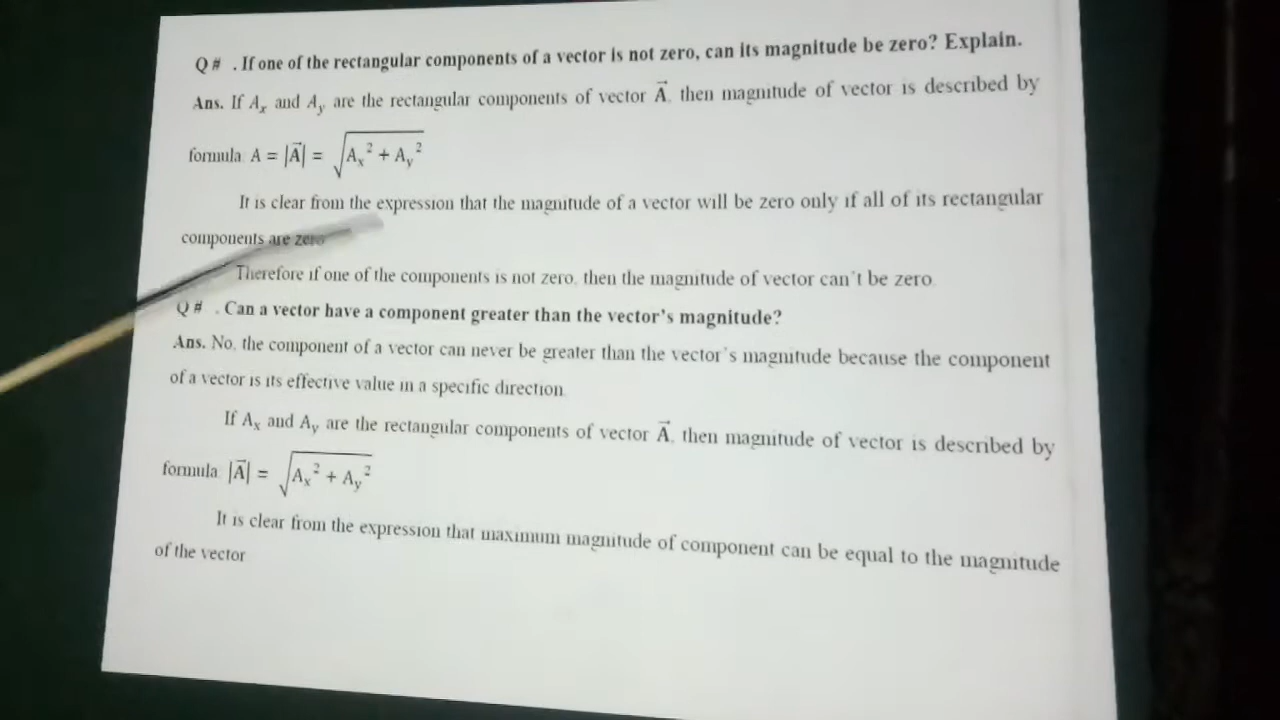 Q # . If one of the rectangular components of a vector is not zero, can its magnitude be zero? Explain.
Ans. If Aₓ and Aᵧ are the rectangular components of vector A⃗, then magnitude of vector is described by
formula A = |A⃗| = √(Aₓ² + Aᵧ²)
It is clear from the expression that the magnitude of a vector will be zero only if all of its rectangular
components are zero
Therefore if one of the components is not zero, then the magnitude of vector can't be zero.
Q # . Can a vector have a component greater than the vector's magnitude?
Ans. No, the component of a vector can never be greater than the vector's magnitude because the component
of a vector is its effective value in a specific direction.
If Aₓ and Aᵧ are the rectangular components of vector A⃗, then magnitude of vector is described by
formula |A⃗| = √(Aₓ² + Aᵧ²)
It is clear from the expression that maximum magnitude of component can be equal to the magnitude
of the vector